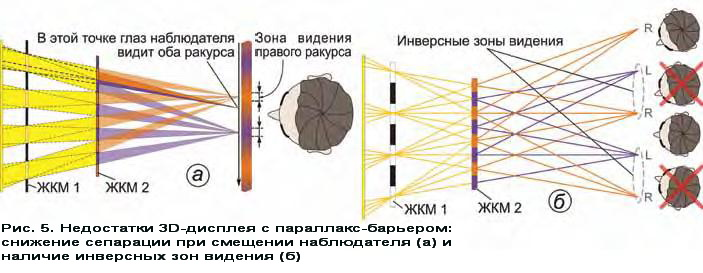 В этой точке глаз наблюдателя
видит оба ракурса
Зона видения
правого ракурса
ЖКМ 1
ЖКМ 2
а
Инверсные зоны видения
R
L
R
L
R
ЖКМ 1
ЖКМ 2
б
Рис. 5. Недостатки 3D-дисплея с параллакс-барьером:
снижение сепарации при смещении наблюдателя (а) и
наличие инверсных зон видения (б)